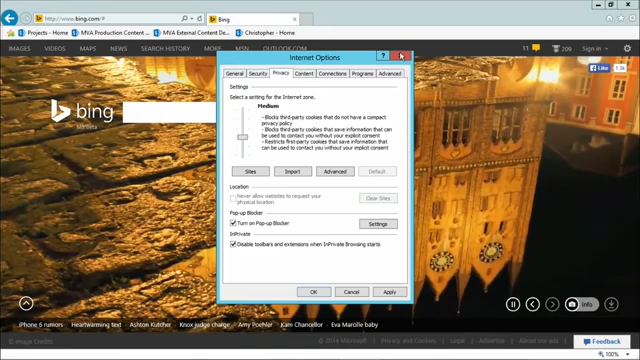 http://www.bing.com/#
Bing
Projects - Home
MVA Production Content ...
MVA External Content De...
Christopher - Home
IMAGES VIDEOS MAPS NEWS SEARCH HISTORY MORE MSN OUTLOOK.COM
11
209
Sign in
Like
1.3k
bing
Internet Options
?
General Security Privacy Content Connections Programs Advanced
Settings
Select a setting for the Internet zone.
Medium
- Blocks third-party cookies that do not have a compact
privacy policy
- Blocks third-party cookies that save information that can
be used to contact you without your explicit consent
- Restricts first-party cookies that save information that
can be used to contact you without your implicit consent
Sites Import Advanced Default
Location
Never allow websites to request your
physical location
Clear Sites
Pop-up Blocker
Turn on Pop-up Blocker
Settings
InPrivate
Disable toolbars and extensions when InPrivate Browsing starts
OK Cancel Apply
Info
iPhone 6 rumors Heartwarming text Ashton Kutcher Knox judge charge Amy Poehler Kam Chancellor Eva Marcille baby
Image Credits
© 2014 Microsoft
Privacy and Cookies
Legal
Advertise
About our ads
Help
Feedback
100%